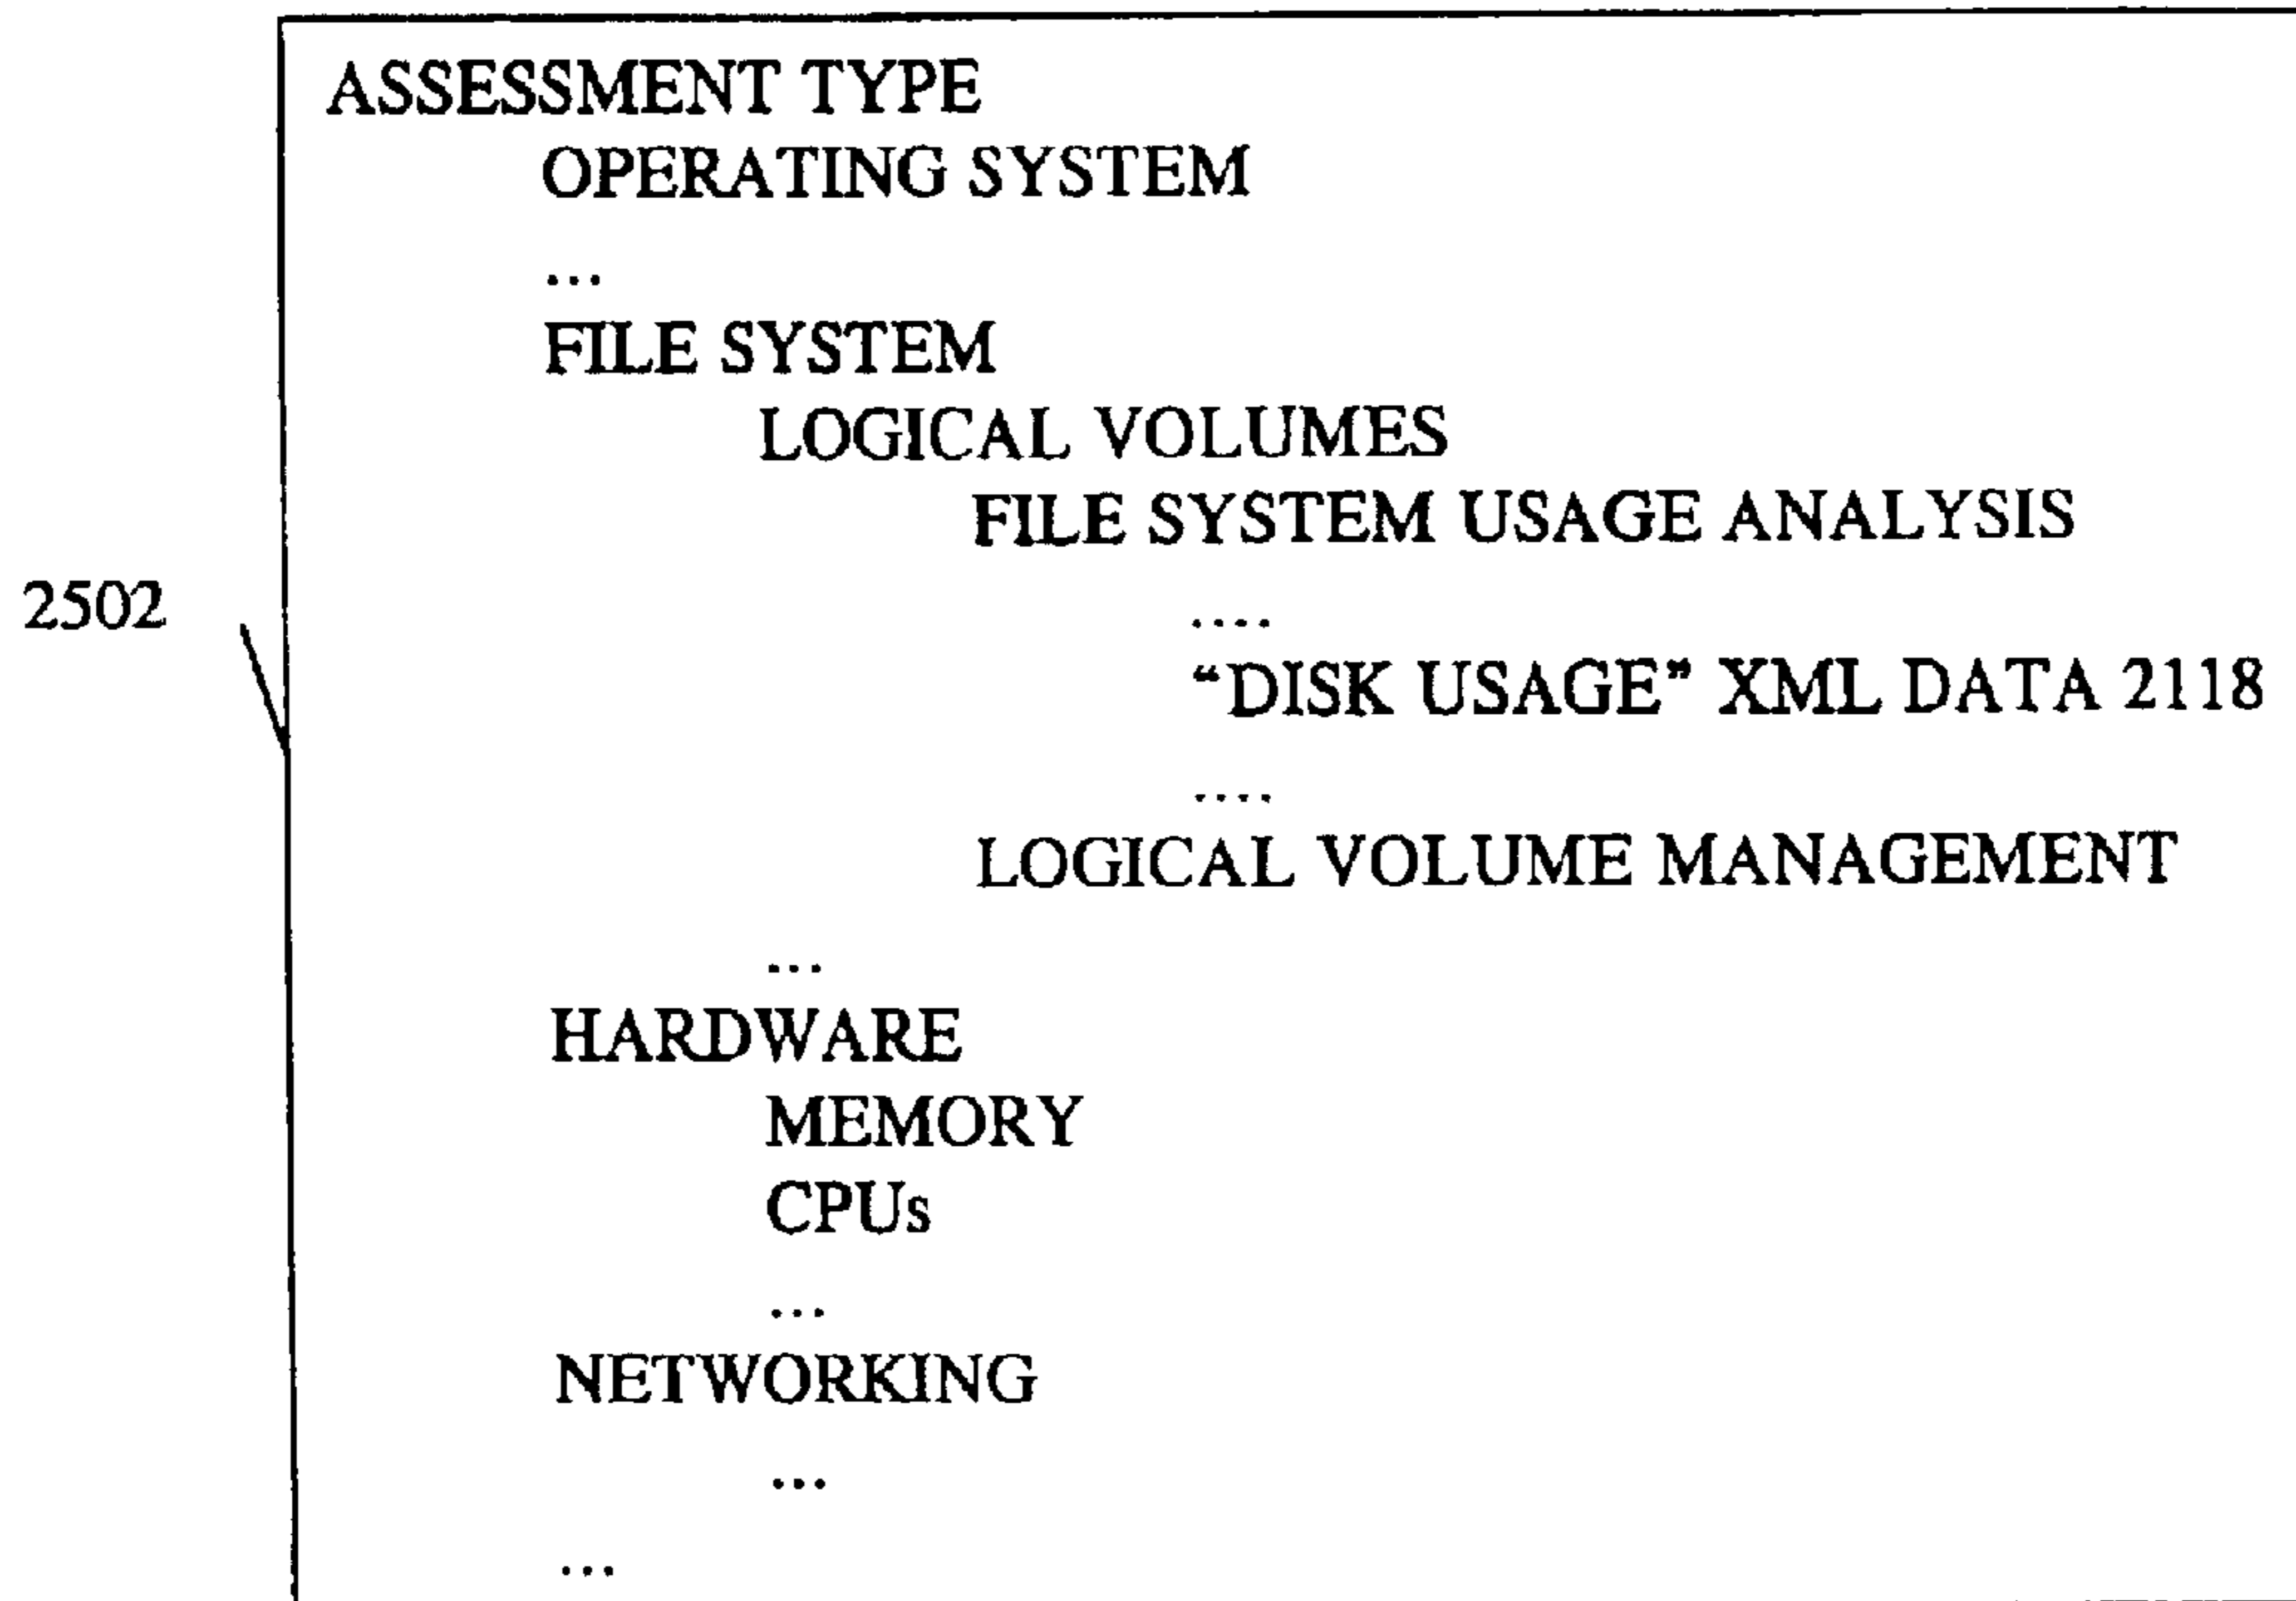 ASSESSMENT TYPE
OPERATING SYSTEM
...
FILE SYSTEM
LOGICAL VOLUMES
FILE SYSTEM USAGE ANALYSIS
2502
....
“DISK USAGE” XML DATA 2118
....
LOGICAL VOLUME MANAGEMENT
...
HARDWARE
MEMORY
CPUs
...
NETWORKING
...
...